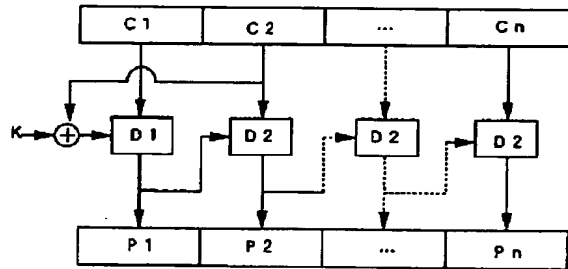 C1 C2 ... Cn
K + D1 D2 D2 D2
P1 P2 ... Pn